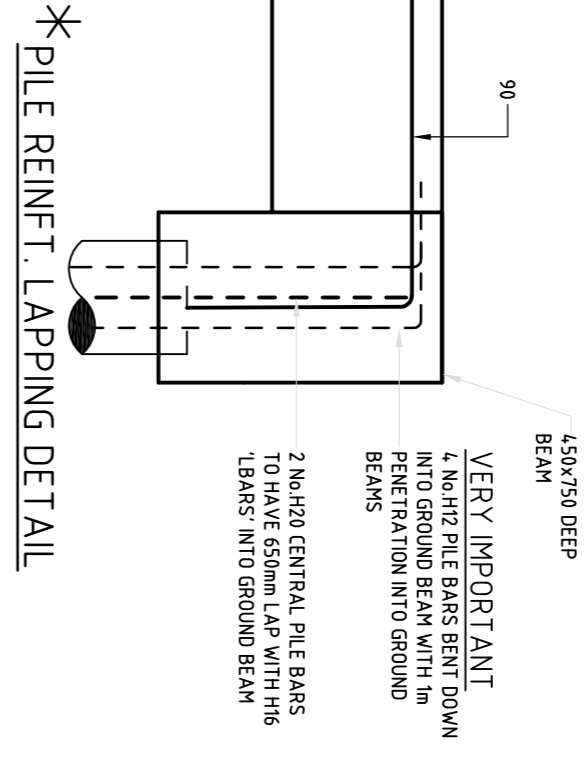 90
450x750 DEEP
BEAM
VERY IMPORTANT
4 No.H12 PILE BARS BENT DOWN
INTO GROUND BEAM WITH 1m
PENETRATION INTO GROUND
BEAMS
2 No.H20 CENTRAL PILE BARS
TO HAVE 650mm LAP WITH H16
'LBARS' INTO GROUND BEAM
PILE REINFT. LAPPING DETAIL